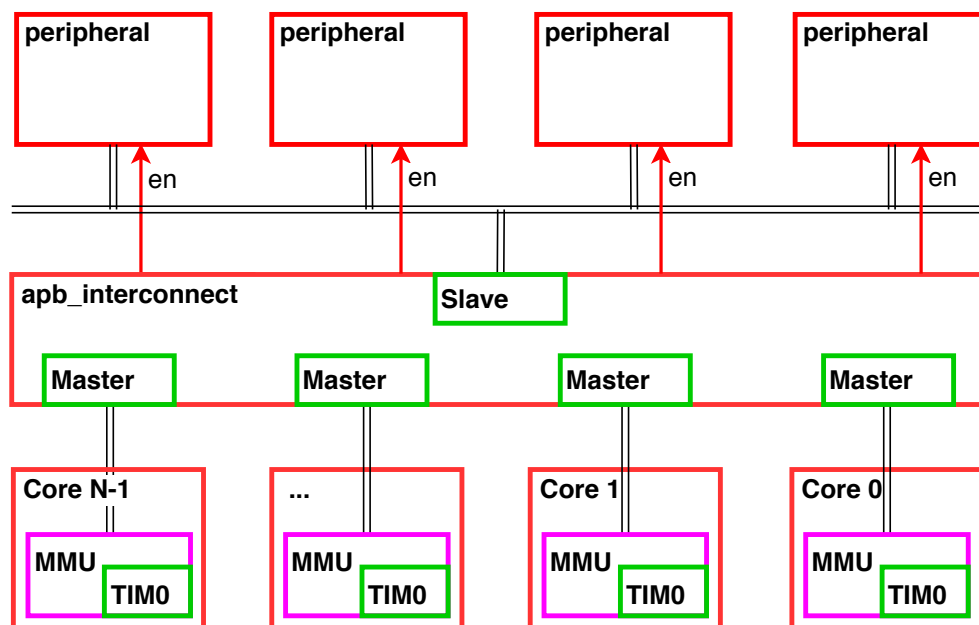 peripheral
peripheral
peripheral
peripheral
en
en
en
en
apb_interconnect
Slave
Master
Master
Master
Master
Core N-1
...
Core 1
Core 0
MMU
MMU
MMU
MMU
TIM0
TIM0
TIM0
TIM0